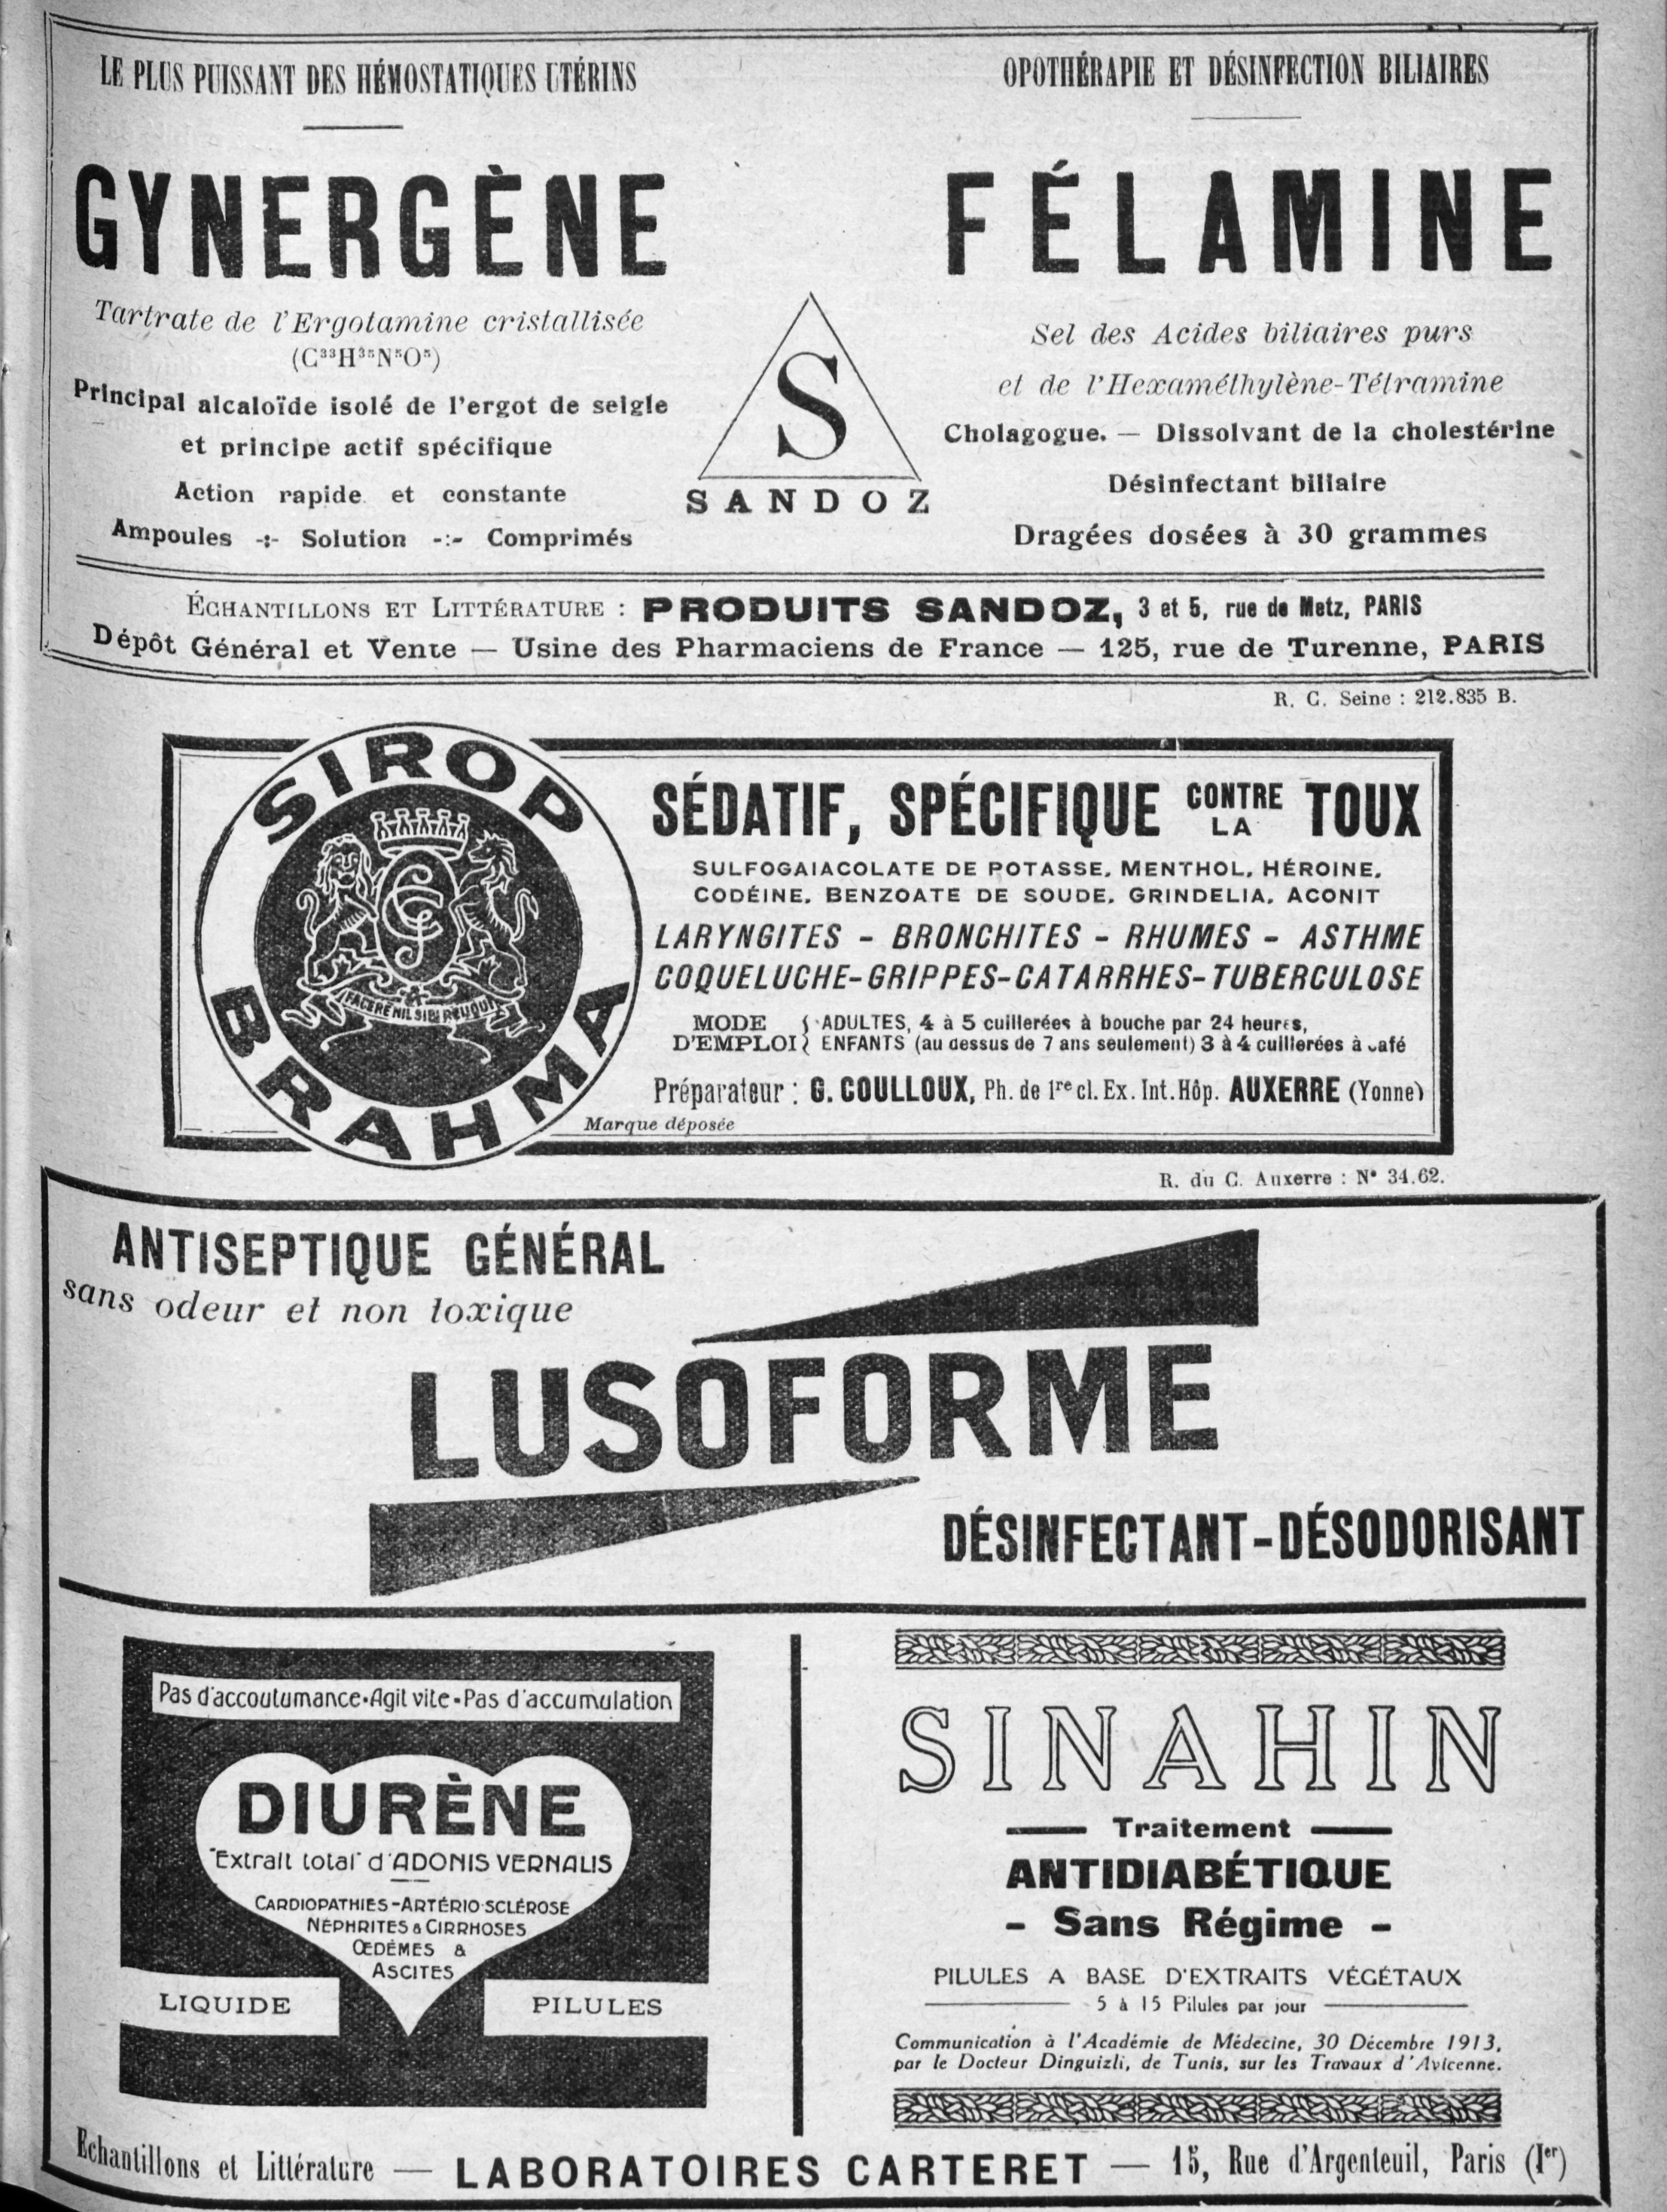 LE PLUS PUISSANT DES HÉMOSTATIQUES UTÉRINS
GYNERGÈNE
Tartrate de l'Ergotamine cristallisée
(C³³H³⁵N⁵O⁵)
Principal alcaloïde isolé de l'ergot de seigle
et principe actif spécifique
Action rapide et constante
Ampoules -:- Solution -:- Comprimés
S
SANDOZ
OPOTHÉRAPIE ET DÉSINFECTION BILIAIRES
FÉLAMINE
Sel des Acides biliaires purs
et de l'Hexaméthylène-Tétramine
Cholagogue. — Dissolvant de la cholestérine
Désinfectant biliaire
Dragées dosées à 30 grammes
ÉCHANTILLONS ET LITTÉRATURE : PRODUITS SANDOZ, 3 et 5, rue de Metz, PARIS
Dépôt Général et Vente — Usine des Pharmaciens de France — 125, rue de Turenne, PARIS
R. C. Seine : 212.835 B.
SIROP
BRAHMA
FACERE NIL SIBI RELIQUIT
SÉDATIF, SPÉCIFIQUE CONTRE LA TOUX
SULFOGAIACOLATE DE POTASSE, MENTHOL, HÉROINE,
CODÉINE, BENZOATE DE SOUDE, GRINDELIA, ACONIT
LARYNGITES - BRONCHITES - RHUMES - ASTHME
COQUELUCHE-GRIPPES-CATARRHES-TUBERCULOSE
MODE D'EMPLOI { ADULTES, 4 à 5 cuillerées à bouche par 24 heures,
ENFANTS (au dessus de 7 ans seulement) 3 à 4 cuillerées à café
Préparateur : G. COULLOUX, Ph. de 1re cl. Ex. Int. Hôp. AUXERRE (Yonne)
Marque déposée
R. du C. Auxerre : N° 34.62.
ANTISEPTIQUE GÉNÉRAL
sans odeur et non toxique
LUSOFORME
DÉSINFECTANT-DÉSODORISANT
Pas d'accoutumance-Agit vite-Pas d'accumulation
DIURÈNE
"Extrait total" d'ADONIS VERNALIS
CARDIOPATHIES-ARTÉRIO-SCLÉROSE
NÉPHRITES & CIRRHOSES
ŒDÈMES &
ASCITES
LIQUIDE
PILULES
SINAHIN
Traitement
ANTIDIABÉTIQUE
- Sans Régime -
PILULES A BASE D'EXTRAITS VÉGÉTAUX
5 à 15 Pilules par jour
Communication à l'Académie de Médecine, 30 Décembre 1913,
par le Docteur Dinguizli, de Tunis, sur les Travaux d'Avicenne.
Echantillons et Littérature — LABORATOIRES CARTERET — 15, Rue d'Argenteuil, Paris (Ier)